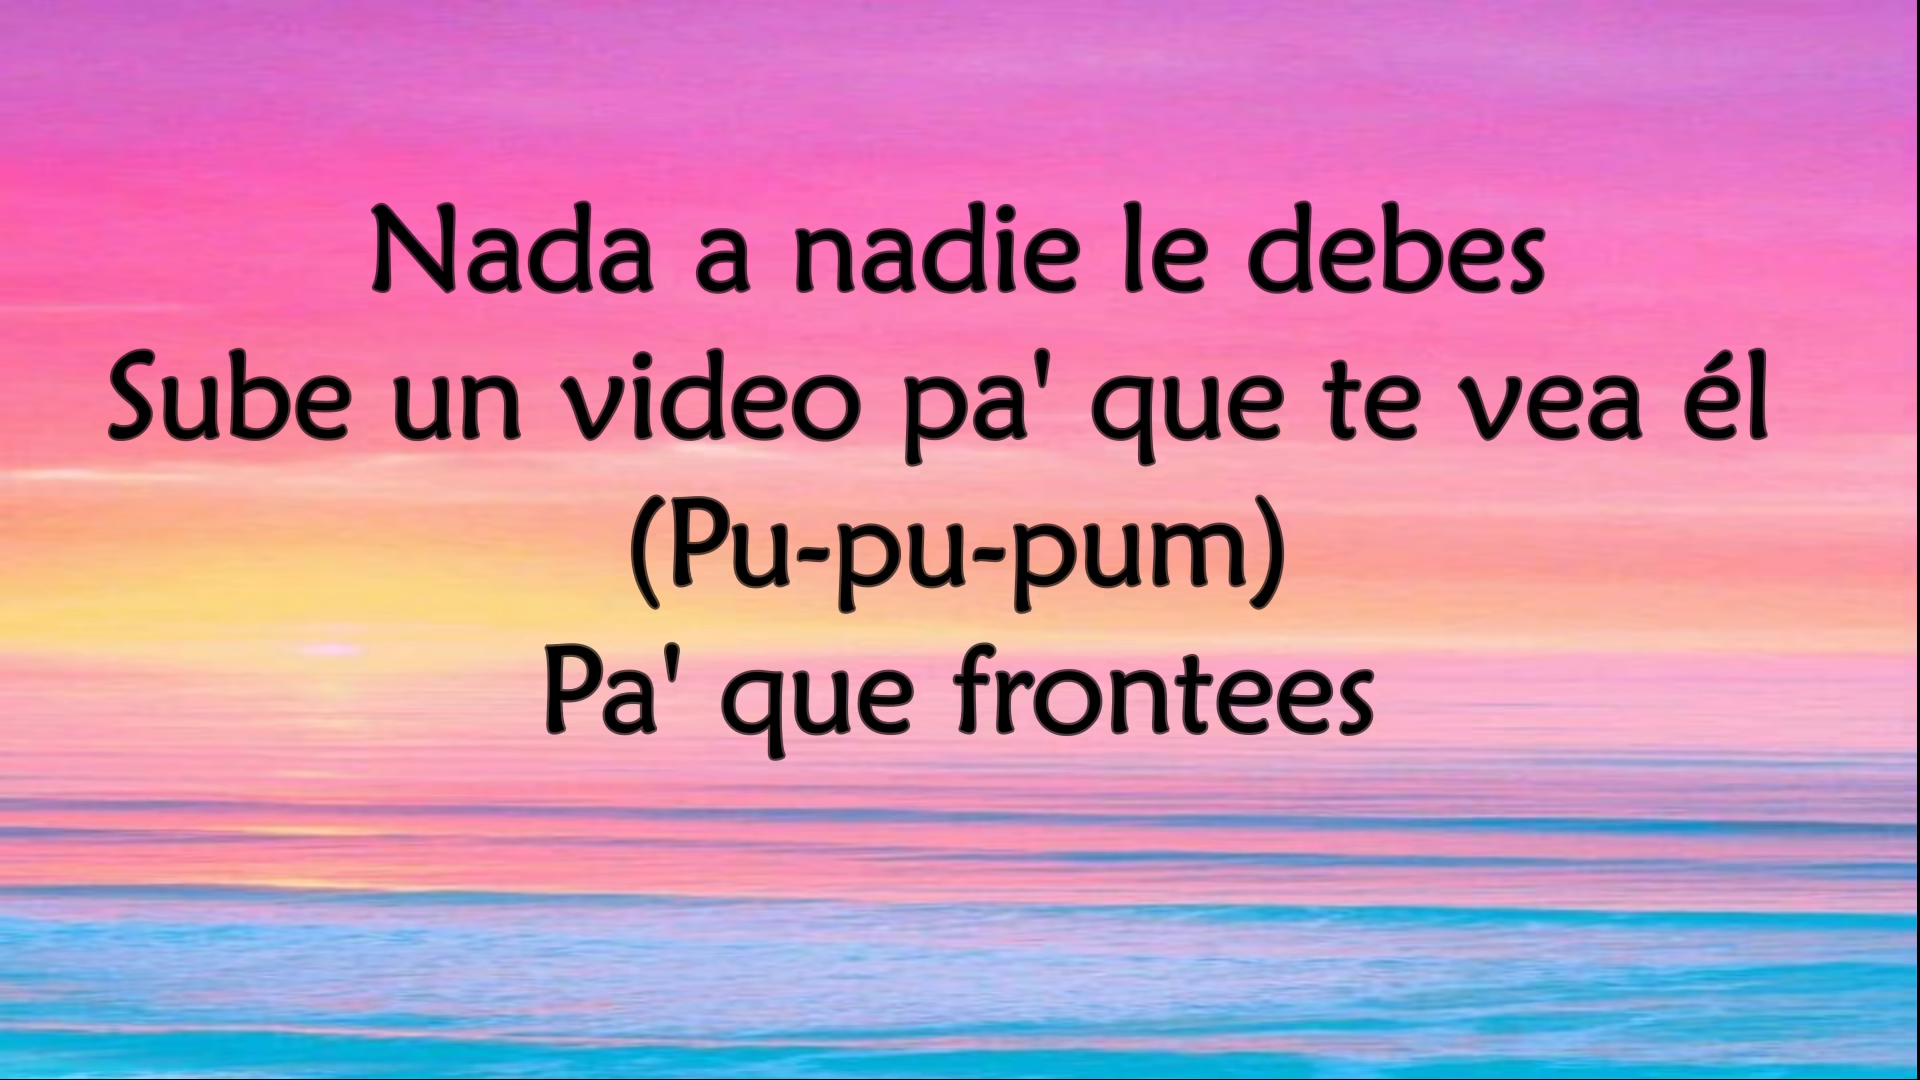 Nada a nadie le debes
Sube un video pa' que te vea él
(Pu-pu-pum)
Pa' que frontees